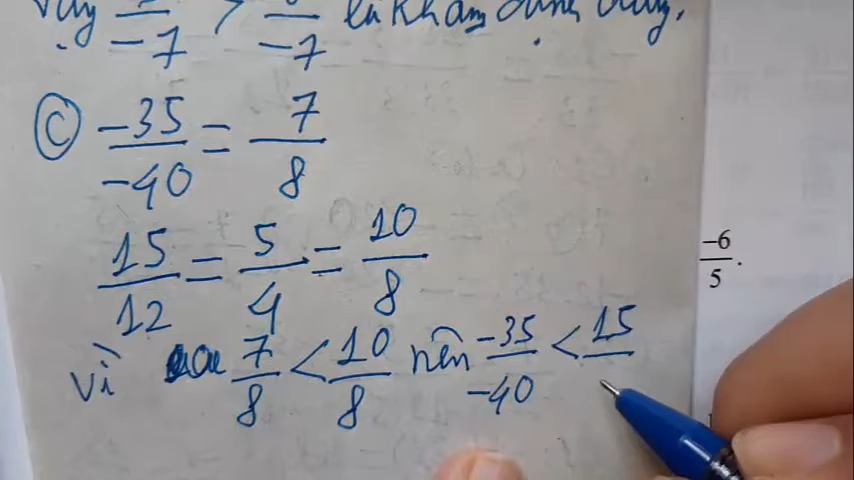 Vậy /-7 > /-7 là khẳng định đúng.
ⓒ -35/-40 = 7/8
15/12 = 5/4 = 10/8
vì 7/8 < 10/8 nên -35/-40 < 15/
-6/5.